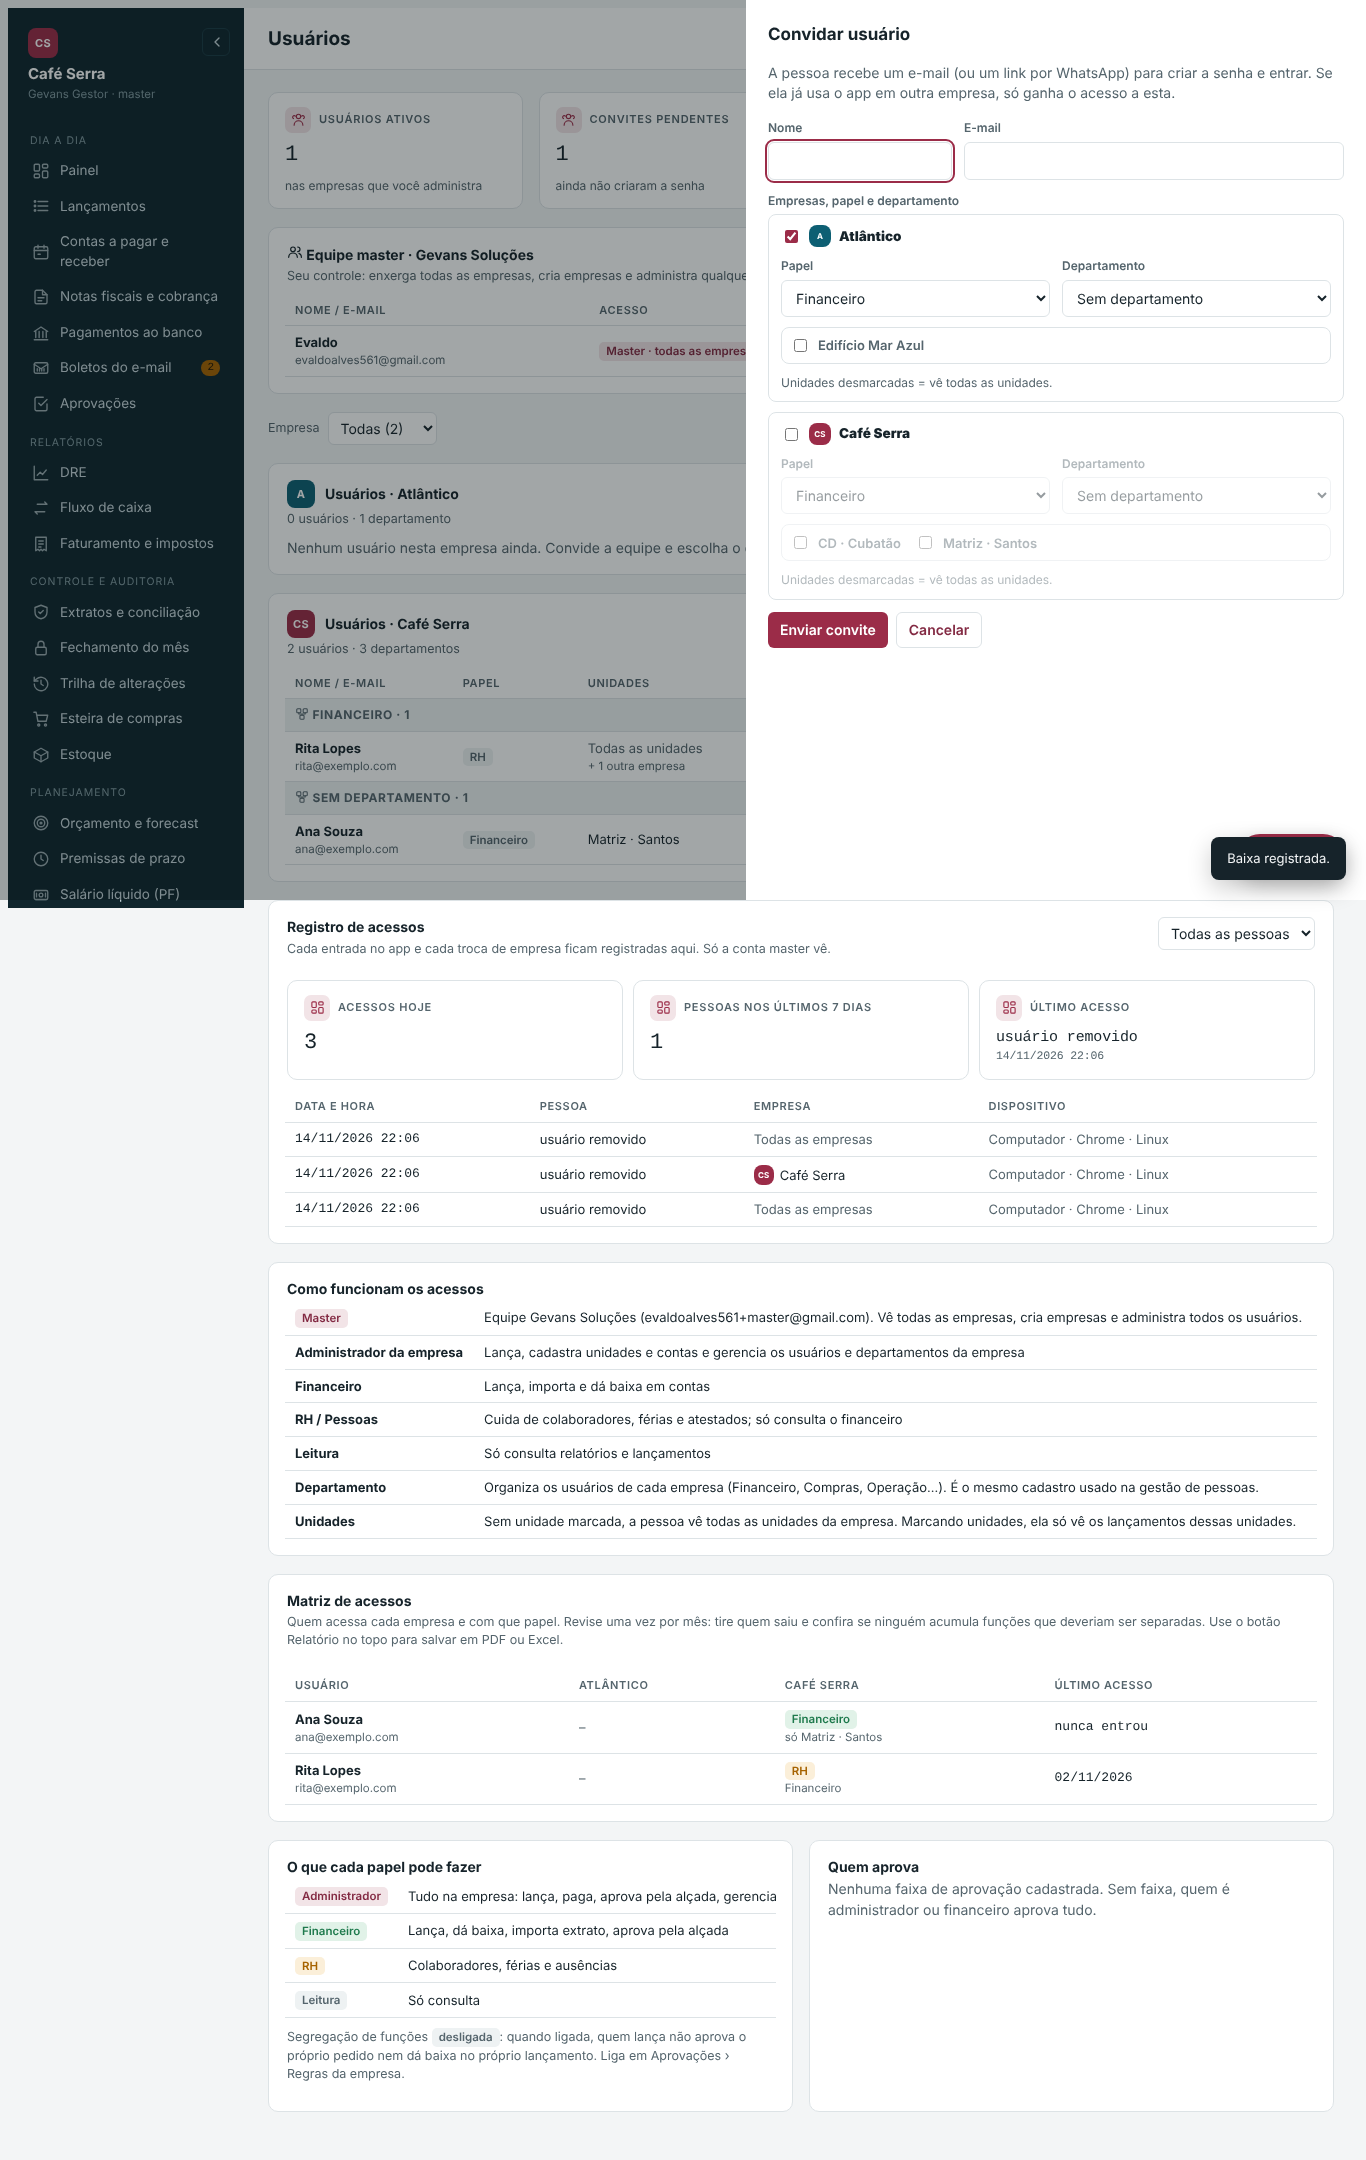 CS
Café Serra
Gevans Gestor · master
DIA A DIA
Painel
Lançamentos
Contas a pagar e
receber
Notas fiscais e cobrança
Pagamentos ao banco
Boletos do e-mail 2
Aprovações
RELATÓRIOS
DRE
Fluxo de caixa
Faturamento e impostos
CONTROLE E AUDITORIA
Extratos e conciliação
Fechamento do mês
Trilha de alterações
Esteira de compras
Estoque
PLANEJAMENTO
Orçamento e forecast
Premissas de prazo
Salário líquido (PF)
Usuários
USUÁRIOS ATIVOS
1
nas empresas que você administra
CONVITES PENDENTES
1
ainda não criaram a senha
Equipe master · Gevans Soluções
Seu controle: enxerga todas as empresas, cria empresas e administra qualque
NOME / E-MAIL ACESSO
Evaldo
evaldoalves561@gmail.com
Master · todas as empres
Empresa Todas (2)
A Usuários · Atlântico
0 usuários · 1 departamento
Nenhum usuário nesta empresa ainda. Convide a equipe e escolha o
CS Usuários · Café Serra
2 usuários · 3 departamentos
NOME / E-MAIL PAPEL UNIDADES
FINANCEIRO · 1
Rita Lopes
rita@exemplo.com
RH
Todas as unidades
+ 1 outra empresa
SEM DEPARTAMENTO · 1
Ana Souza
ana@exemplo.com
Financeiro
Matriz · Santos
Convidar usuário
A pessoa recebe um e-mail (ou um link por WhatsApp) para criar a senha e entrar. Se
ela já usa o app em outra empresa, só ganha o acesso a esta.
Nome E-mail
Empresas, papel e departamento
A Atlântico
Papel Departamento
Financeiro Sem departamento
Edifício Mar Azul
Unidades desmarcadas = vê todas as unidades.
CS Café Serra
Papel Departamento
Financeiro Sem departamento
CD · Cubatão Matriz · Santos
Unidades desmarcadas = vê todas as unidades.
Enviar convite Cancelar
Baixa registrada.
Registro de acessos
Cada entrada no app e cada troca de empresa ficam registradas aqui. Só a conta master vê.
Todas as pessoas
ACESSOS HOJE
3
PESSOAS NOS ÚLTIMOS 7 DIAS
1
ÚLTIMO ACESSO
usuário removido
14/11/2026 22:06
DATA E HORA PESSOA EMPRESA DISPOSITIVO
14/11/2026 22:06 usuário removido Todas as empresas Computador · Chrome · Linux
14/11/2026 22:06 usuário removido CS Café Serra Computador · Chrome · Linux
14/11/2026 22:06 usuário removido Todas as empresas Computador · Chrome · Linux
Como funcionam os acessos
Master Equipe Gevans Soluções (evaldoalves561+master@gmail.com). Vê todas as empresas, cria empresas e administra todos os usuários.
Administrador da empresa Lança, cadastra unidades e contas e gerencia os usuários e departamentos da empresa
Financeiro Lança, importa e dá baixa em contas
RH / Pessoas Cuida de colaboradores, férias e atestados; só consulta o financeiro
Leitura Só consulta relatórios e lançamentos
Departamento Organiza os usuários de cada empresa (Financeiro, Compras, Operação...). É o mesmo cadastro usado na gestão de pessoas.
Unidades Sem unidade marcada, a pessoa vê todas as unidades da empresa. Marcando unidades, ela só vê os lançamentos dessas unidades.
Matriz de acessos
Quem acessa cada empresa e com que papel. Revise uma vez por mês: tire quem saiu e confira se ninguém acumula funções que deveriam ser separadas. Use o botão
Relatório no topo para salvar em PDF ou Excel.
USUÁRIO ATLÂNTICO CAFÉ SERRA ÚLTIMO ACESSO
Ana Souza
ana@exemplo.com
–
Financeiro
só Matriz · Santos
nunca entrou
Rita Lopes
rita@exemplo.com
–
RH
Financeiro
02/11/2026
O que cada papel pode fazer
Administrador Tudo na empresa: lança, paga, aprova pela alçada, gerencia
Financeiro Lança, dá baixa, importa extrato, aprova pela alçada
RH Colaboradores, férias e ausências
Leitura Só consulta
Segregação de funções desligada: quando ligada, quem lança não aprova o
próprio pedido nem dá baixa no próprio lançamento. Liga em Aprovações ›
Regras da empresa.
Quem aprova
Nenhuma faixa de aprovação cadastrada. Sem faixa, quem é
administrador ou financeiro aprova tudo.